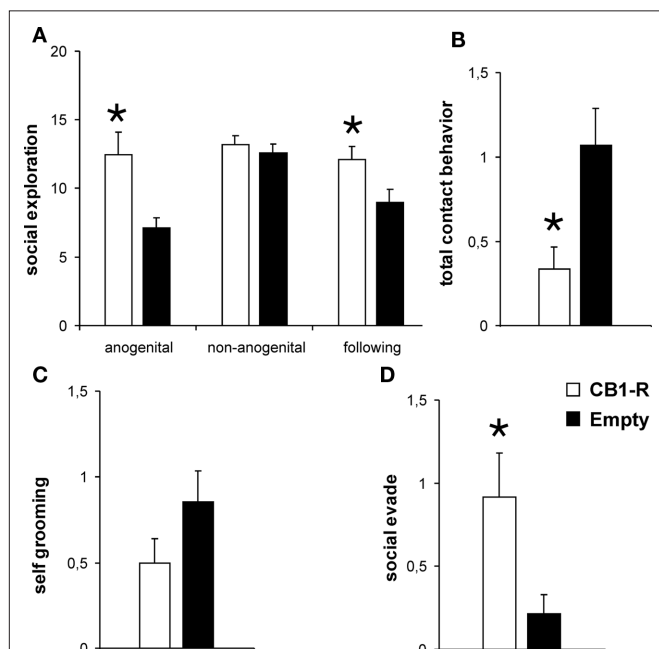 A
20
15
10
5
0
social exploration
*
*
anogenital
non-anogenital
following
B
1,5
1
0,5
0
total contact behavior
*
C
1,5
1
0,5
0
self grooming
D
1,5
1
0,5
0
social evade
*
CB1-R
Empty